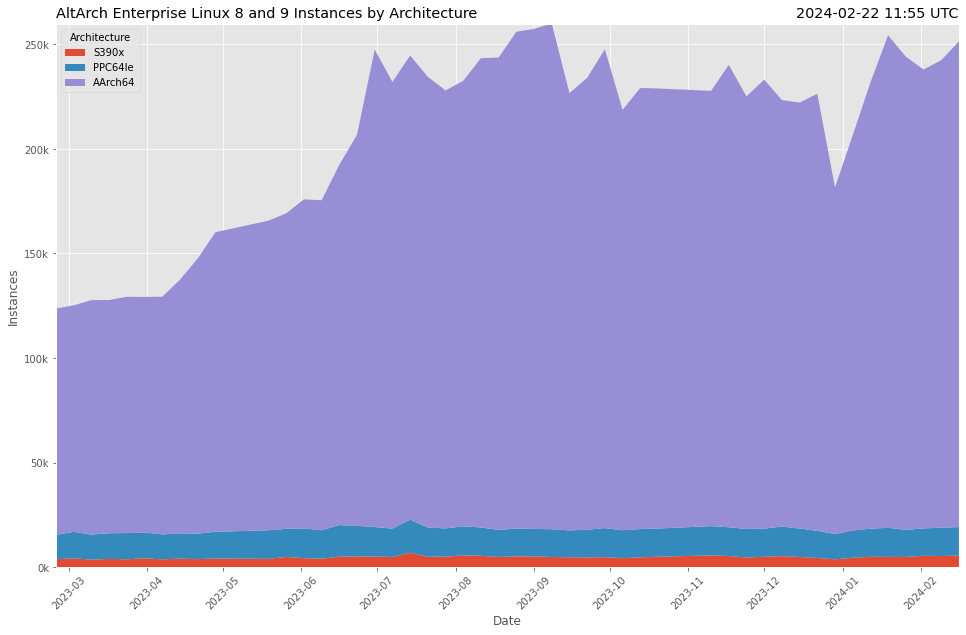 AltArch Enterprise Linux 8 and 9 Instances by Architecture
2024-02-22 11:55 UTC
Architecture
S390x
PPC64le
AArch64
250k
200k
150k
100k
50k
0k
Instances
2023-03
2023-04
2023-05
2023-06
2023-07
2023-08
2023-09
2023-10
2023-11
2023-12
2024-01
2024-02
Date